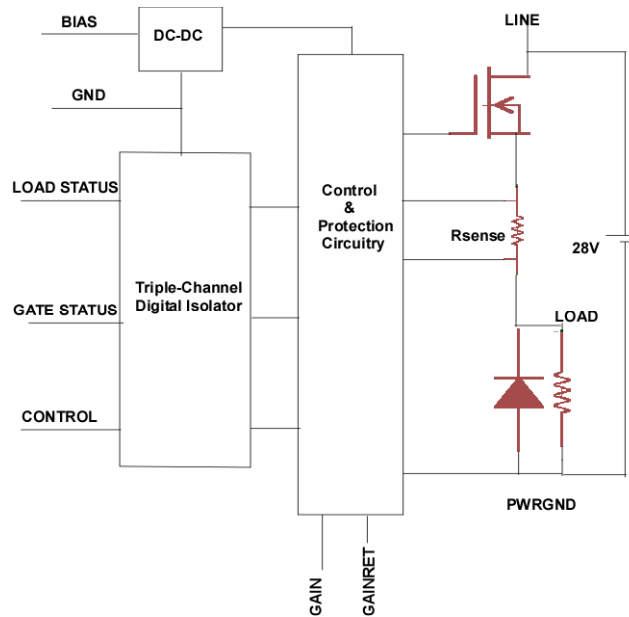 BIAS
DC-DC
LINE
GND
LOAD STATUS
Control
&
Protection
Circuitry
Rsense
28V
Triple-Channel
Digital Isolator
GATE STATUS
LOAD
CONTROL
PWRGND
GAIN
GAINRET